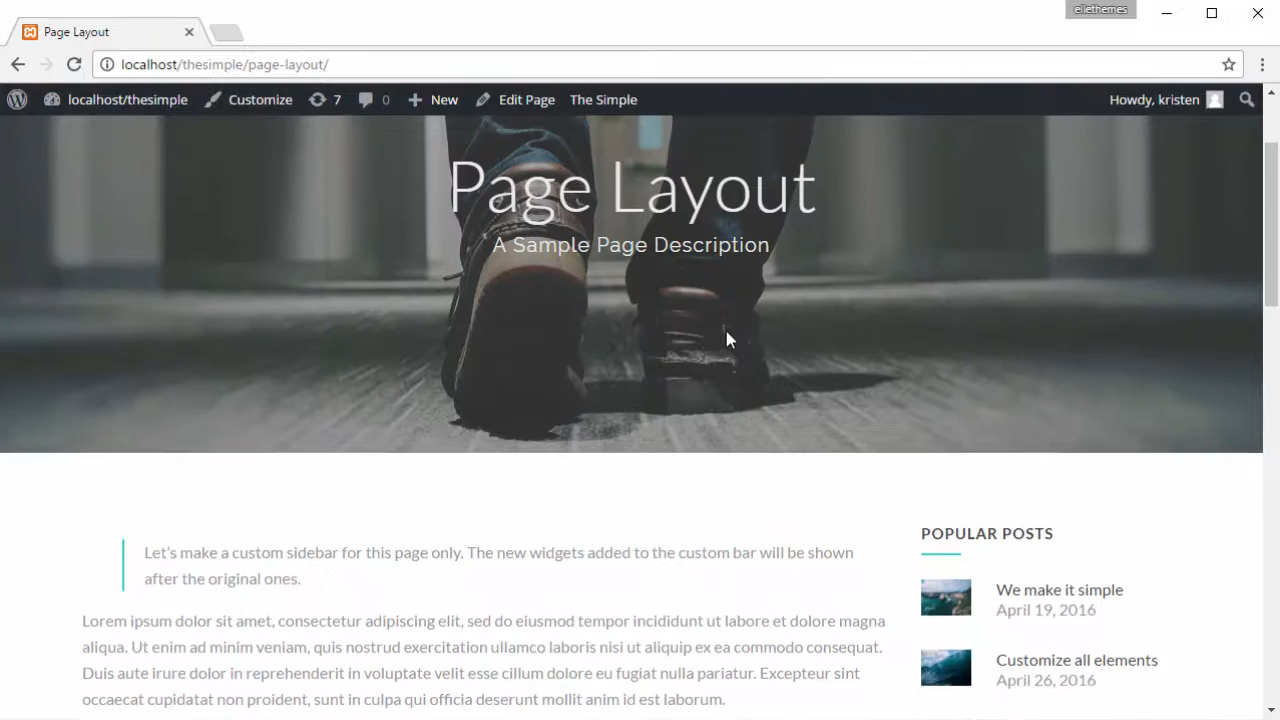 ellethemes
Page Layout
localhost/thesimple/page-layout/
localhost/thesimple Customize 7 0 New Edit Page The Simple Howdy, kristen
Page Layout
A Sample Page Description
Let's make a custom sidebar for this page only. The new widgets added to the custom bar will be shown
after the original ones.
Lorem ipsum dolor sit amet, consectetur adipiscing elit, sed do eiusmod tempor incididunt ut labore et dolore magna
aliqua. Ut enim ad minim veniam, quis nostrud exercitation ullamco laboris nisi ut aliquip ex ea commodo consequat.
Duis aute irure dolor in reprehenderit in voluptate velit esse cillum dolore eu fugiat nulla pariatur. Excepteur sint
occaecat cupidatat non proident, sunt in culpa qui officia deserunt mollit anim id est laborum.
POPULAR POSTS
We make it simple
April 19, 2016
Customize all elements
April 26, 2016